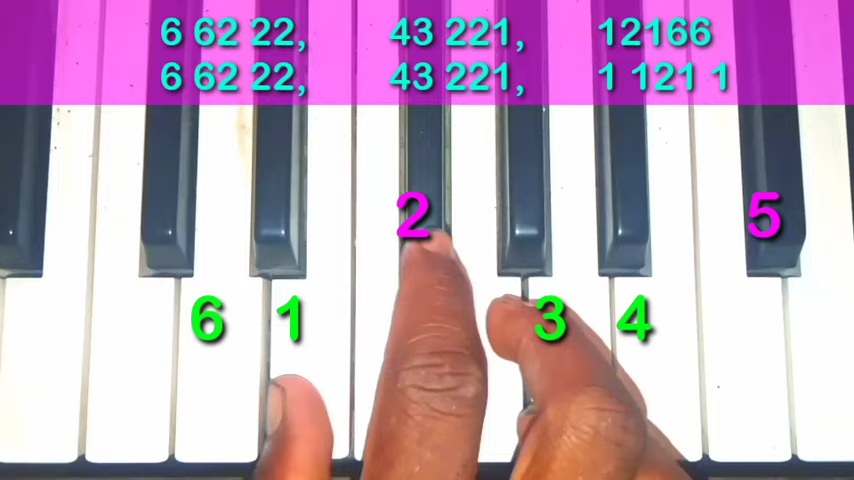 6 62 22, 43 221, 12166
6 62 22, 43 221, 1 121 1
2 5
6 1 3 4